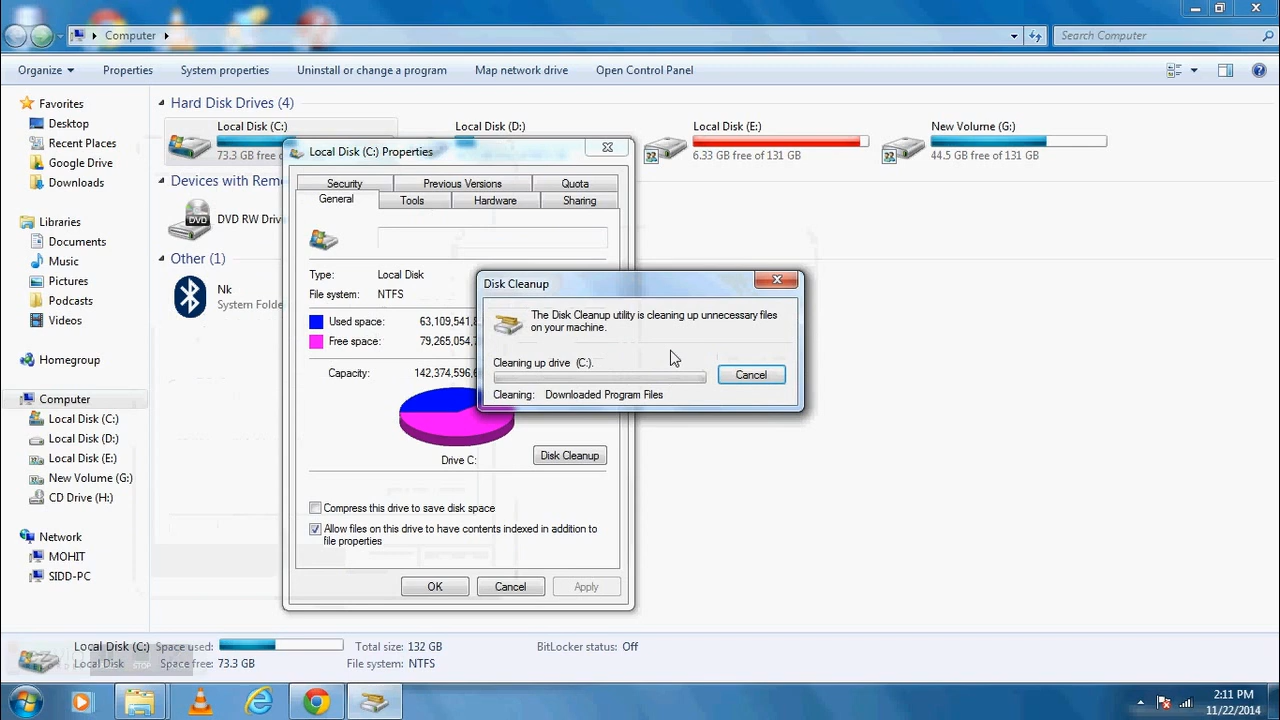 Computer
Search Computer
Organize
Properties
System properties
Uninstall or change a program
Map network drive
Open Control Panel
Favorites
Desktop
Recent Places
Google Drive
Downloads
Libraries
Documents
Music
Pictures
Podcasts
Videos
Homegroup
Computer
Local Disk (C:)
Local Disk (D:)
Local Disk (E:)
New Volume (G:)
CD Drive (H:)
Network
MOHIT
SIDD-PC
Hard Disk Drives (4)
Local Disk (C:)
73.3 GB free o
Local Disk (D:)
Local Disk (E:)
6.33 GB free of 131 GB
New Volume (G:)
44.5 GB free of 131 GB
Devices with Rem
DVD RW Driv
DVD
Other (1)
Nk
System Folde
Local Disk (C:) Properties
Security
Previous Versions
Quota
General
Tools
Hardware
Sharing
Type: Local Disk
File system: NTFS
Used space: 63,109,541,
Free space: 79,265,054,
Capacity: 142,374,596,6
Drive C:
Disk Cleanup
Compress this drive to save disk space
Allow files on this drive to have contents indexed in addition to
file properties
OK
Cancel
Apply
Disk Cleanup
The Disk Cleanup utility is cleaning up unnecessary files
on your machine.
Cleaning up drive (C:).
Cancel
Cleaning: Downloaded Program Files
Local Disk (C:) Space used: Total size: 132 GB BitLocker status: Off
Local Disk Space free: 73.3 GB File system: NTFS
STOP
2:11 PM
11/22/2014